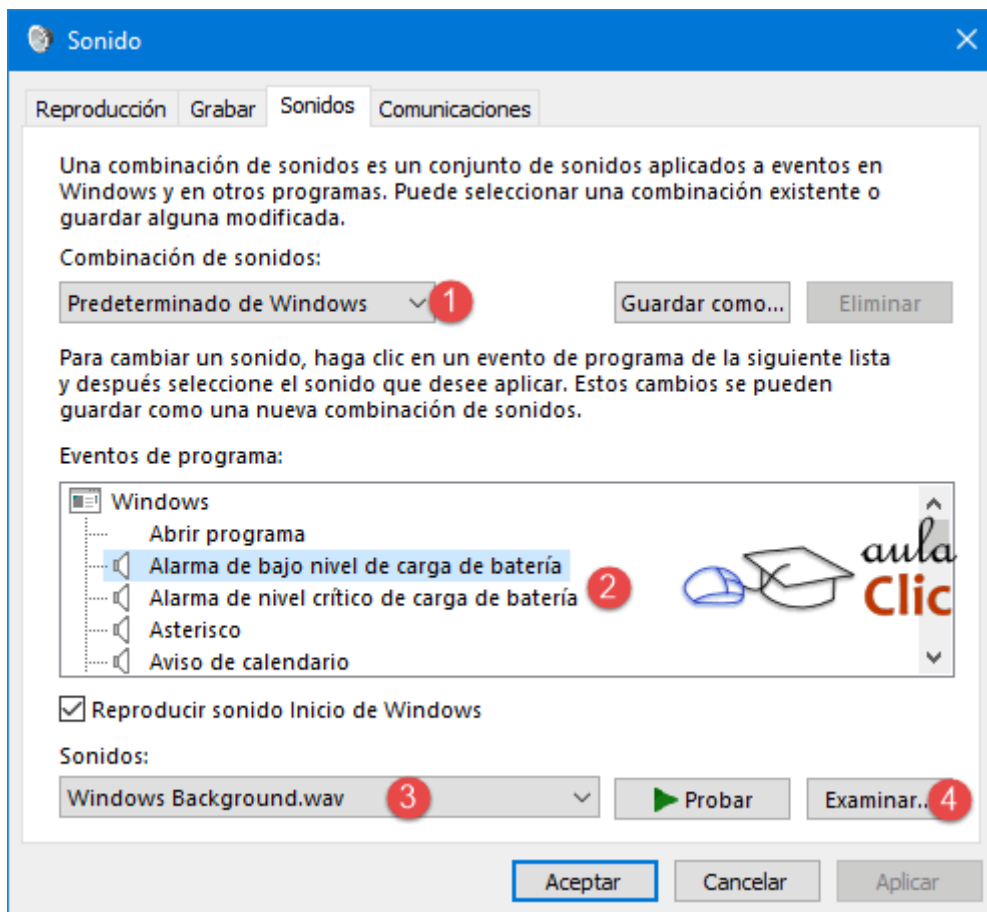 Sonido
Reproducción Grabar Sonidos Comunicaciones
Una combinación de sonidos es un conjunto de sonidos aplicados a eventos en
Windows y en otros programas. Puede seleccionar una combinación existente o
guardar alguna modificada.
Combinación de sonidos:
Predeterminado de Windows 1 Guardar como... Eliminar
Para cambiar un sonido, haga clic en un evento de programa de la siguiente lista
y después seleccione el sonido que desee aplicar. Estos cambios se pueden
guardar como una nueva combinación de sonidos.
Eventos de programa:
Windows
Abrir programa
Alarma de bajo nivel de carga de batería
Alarma de nivel crítico de carga de batería 2
Asterisco
Aviso de calendario
aula
Clic
Reproducir sonido Inicio de Windows
Sonidos:
Windows Background.wav 3 Probar Examinar.. 4
Aceptar Cancelar Aplicar